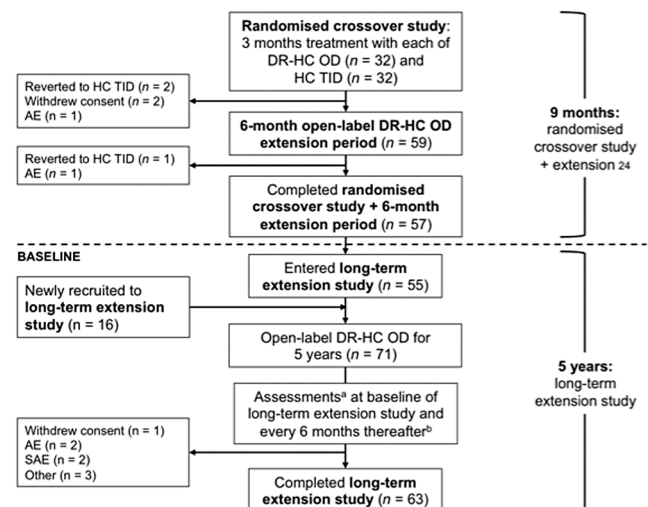 Randomised crossover study:
3 months treatment with each of
DR-HC OD (n = 32) and
HC TID (n = 32)
Reverted to HC TID (n = 2)
Withdrew consent (n = 2)
AE (n = 1)
6-month open-label DR-HC OD
extension period (n = 59)
Reverted to HC TID (n = 1)
AE (n = 1)
Completed randomised
crossover study + 6-month
extension period (n = 57)
9 months:
randomised
crossover study
+ extension 24
BASELINE
Entered long-term
extension study (n = 55)
Newly recruited to
long-term extension
study (n = 16)
Open-label DR-HC OD for
5 years (n = 71)
Assessmentsᵃ at baseline of
long-term extension study and
every 6 months thereafterᵇ
Withdrew consent (n = 1)
AE (n = 2)
SAE (n = 2)
Other (n = 3)
Completed long-term
extension study (n = 63)
5 years:
long-term
extension study